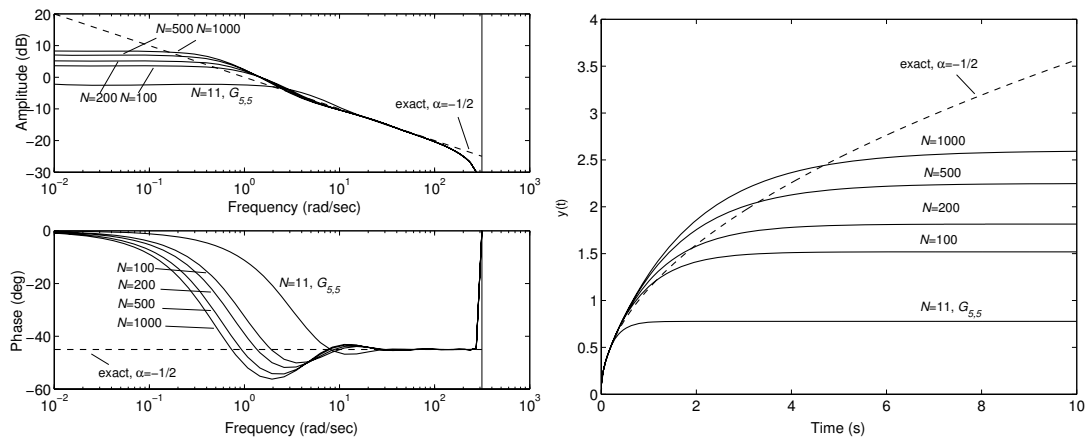 20
10
0
−10
−20
−30
Amplitude (dB)
N=500 N=1000
N=200 N=100
N=11, G5,5
exact, α=−1/2
10−2
10−1
100
101
102
103
Frequency (rad/sec)
0
−20
−40
−60
Phase (deg)
N=100
N=200
N=500
N=1000
N=11, G5,5
exact, α=−1/2
10−2
10−1
100
101
102
103
Frequency (rad/sec)
4
3.5
3
2.5
2
1.5
1
0.5
0
y(t)
exact, α=−1/2
N=1000
N=500
N=200
N=100
N=11, G5,5
0
2
4
6
8
10
Time (s)